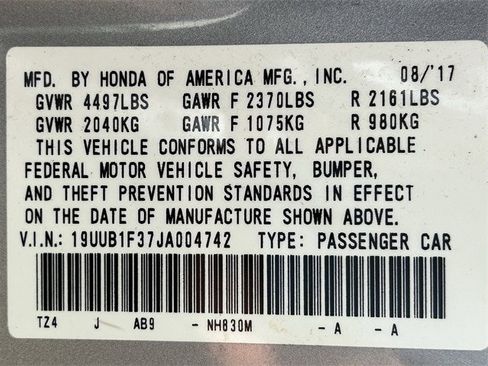 MFD. BY HONDA OF AMERICA MFG., INC. 08/'17
GVWR 4497LBS GAWR F 2370LBS R 2161LBS
GVWR 2040KG GAWR F 1075KG R 980KG
THIS VEHICLE CONFORMS TO ALL APPLICABLE
FEDERAL MOTOR VEHICLE SAFETY, BUMPER,
AND THEFT PREVENTION STANDARDS IN EFFECT
ON THE DATE OF MANUFACTURE SHOWN ABOVE.
V.I.N.: 19UUB1F37JA004742 TYPE: PASSENGER CAR
TZ4 J AB9 - NH830M - A - A